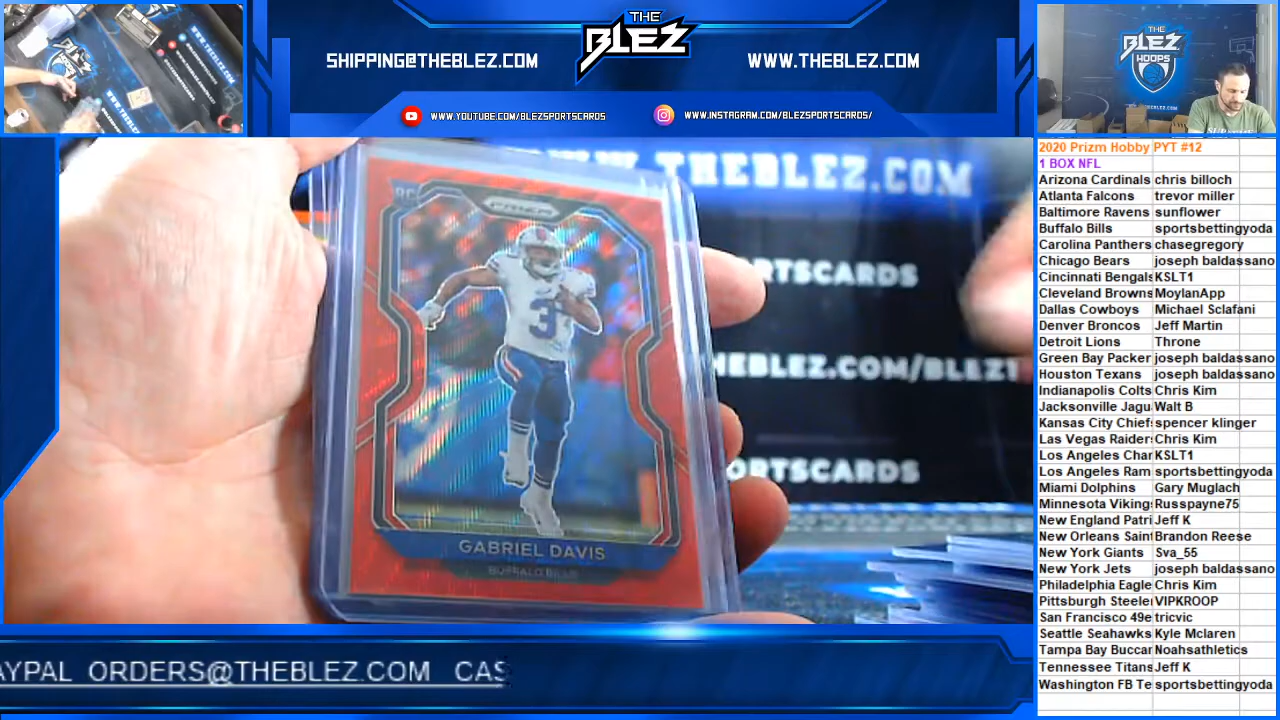 SHIPPING@THEBLEZ.COM
THE
BLEZ
WWW.THEBLEZ.COM
WWW.YOUTUBE.COM/BLEZSPORTSCARDS
WWW.INSTAGRAM.COM/BLEZSPORTSCARDS/
THE
BLEZ
HOOPS
THEBLEZ.COM
RTSCARDS
HEBLEZ.COM/BLEZ
ORTSCARDS
RC
PRIZM
3
GABRIEL DAVIS
BUFFALO BILLS
AYPAL ORDERS@THEBLEZ.COM CAS
2020 Prizm Hobby PYT #12
1 BOX NFL
Arizona Cardinals chris billoch
Atlanta Falcons trevor miller
Baltimore Ravens sunflower
Buffalo Bills sportsbettingyoda
Carolina Panthers chasegregory
Chicago Bears joseph baldassano
Cincinnati Bengals KSLT1
Cleveland Browns MoylanApp
Dallas Cowboys Michael Sclafani
Denver Broncos Jeff Martin
Detroit Lions Throne
Green Bay Packer joseph baldassano
Houston Texans joseph baldassano
Indianapolis Colts Chris Kim
Jacksonville Jagu Walt B
Kansas City Chief spencer klinger
Las Vegas Raider Chris Kim
Los Angeles Char KSLT1
Los Angeles Ram sportsbettingyoda
Miami Dolphins Gary Muglach
Minnesota Viking Russpayne75
New England Patri Jeff K
New Orleans Saint Brandon Reese
New York Giants Sva_55
New York Jets joseph baldassano
Philadelphia Eagle Chris Kim
Pittsburgh Steeler VIPKROOP
San Francisco 49e tricvic
Seattle Seahawks Kyle Mclaren
Tampa Bay Buccan Noahsathletics
Tennessee Titans Jeff K
Washington FB Te sportsbettingyoda